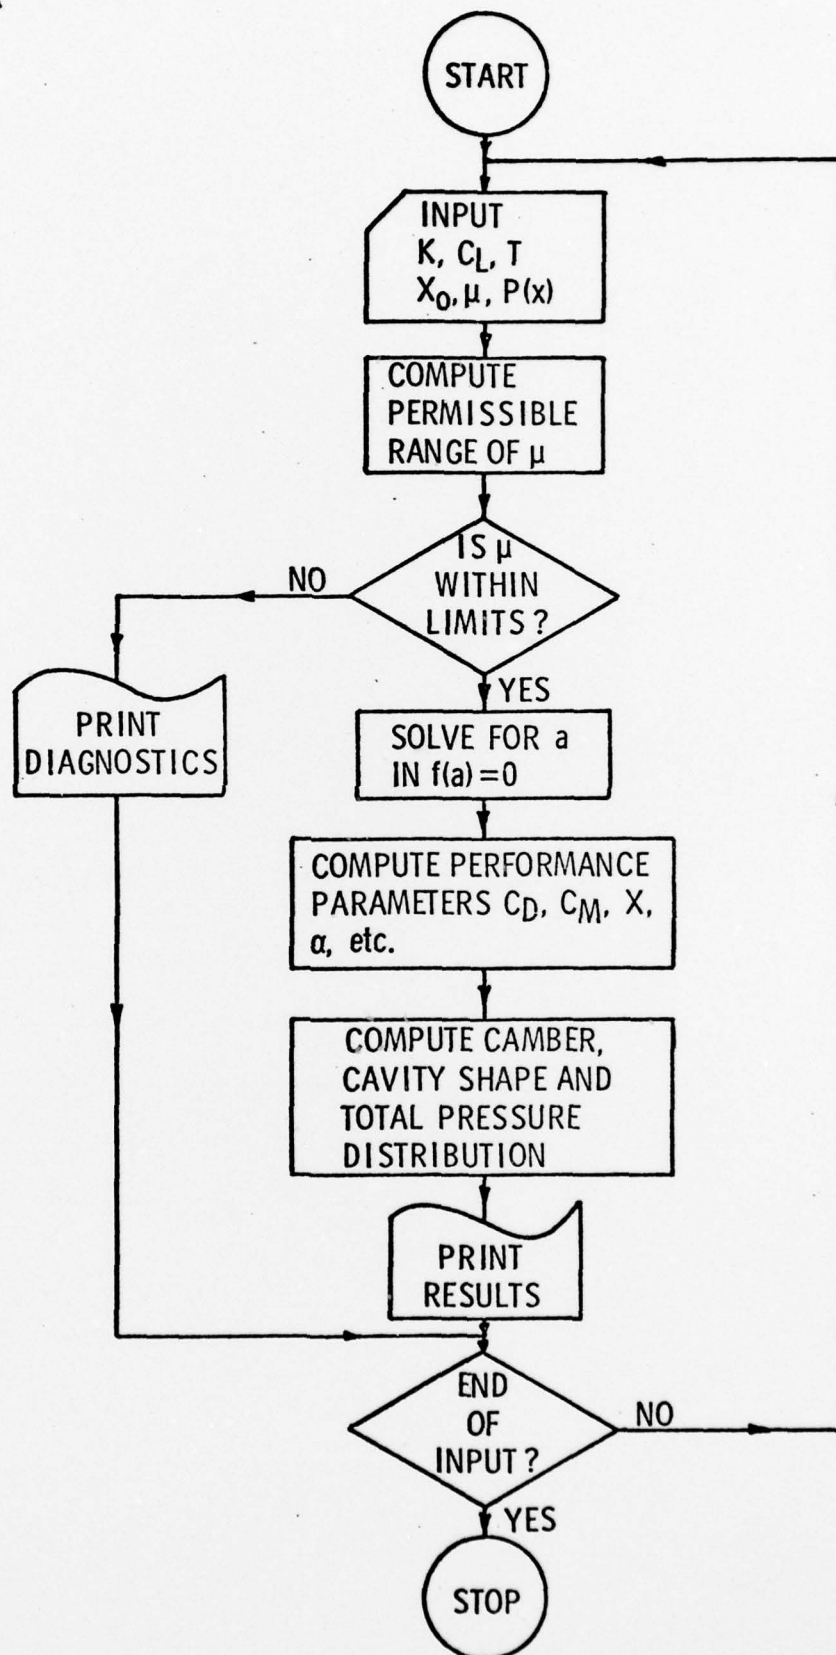 START
INPUT
K, CL, T
XO, μ, P(x)
COMPUTE
PERMISSIBLE
RANGE OF μ
IS μ
WITHIN
LIMITS?
NO
YES
PRINT
DIAGNOSTICS
SOLVE FOR a
IN f(a)=0
COMPUTE PERFORMANCE
PARAMETERS CD, CM, X,
α, etc.
COMPUTE CAMBER,
CAVITY SHAPE AND
TOTAL PRESSURE
DISTRIBUTION
PRINT
RESULTS
END
OF
INPUT?
NO
YES
STOP